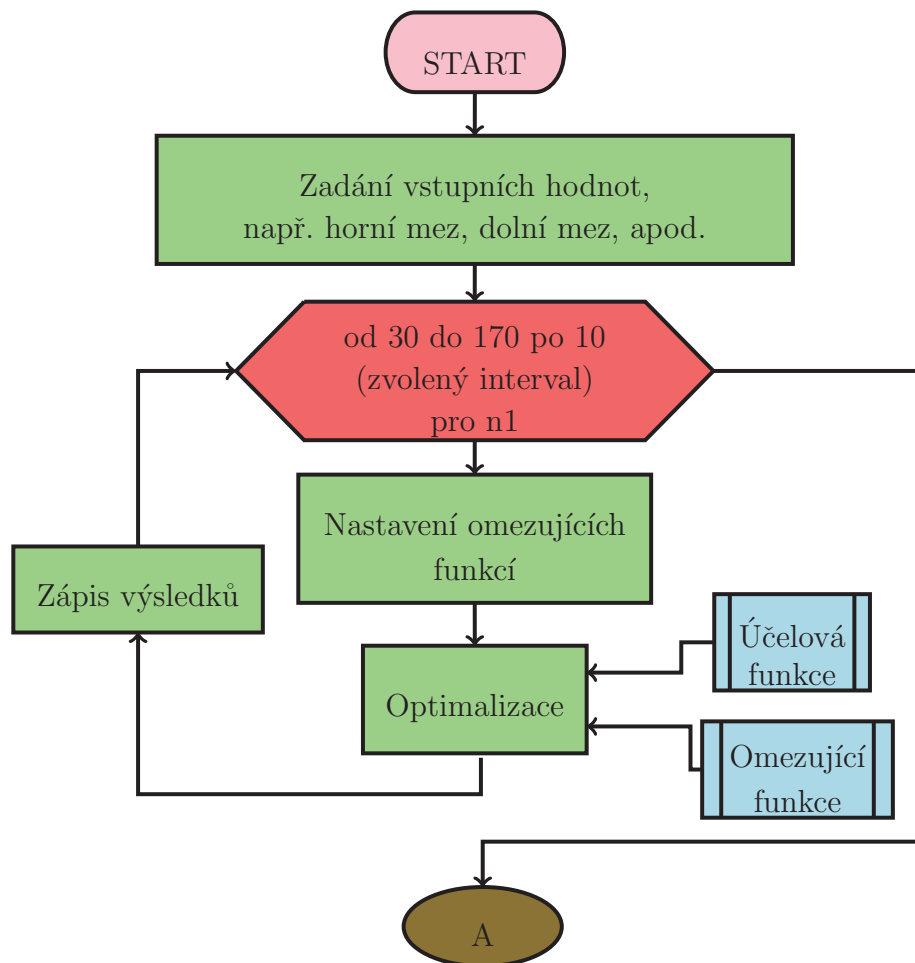 START
Zadání vstupních hodnot,
např. horní mez, dolní mez, apod.
od 30 do 170 po 10
(zvolený interval)
pro n1
Nastavení omezujících
funkcí
Zápis výsledků
Účelová
funkce
Optimalizace
Omezující
funkce
A